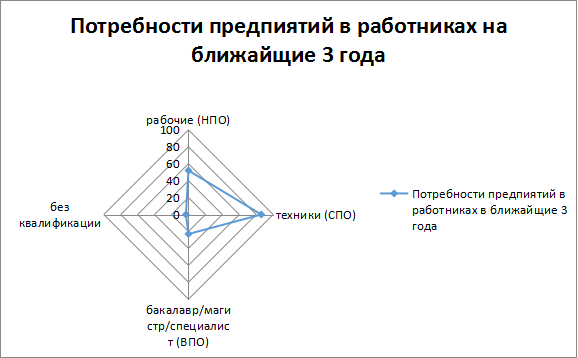 Потребности предпиятий в работниках на
ближайщие 3 года
рабочие (НПО)
100
80
60
40
20
0
без
квалификации
техники (СПО)
бакалавр/маги
стр/специалис
т (ВПО)
Потребности предпиятий в
работниках в ближайщие 3
года